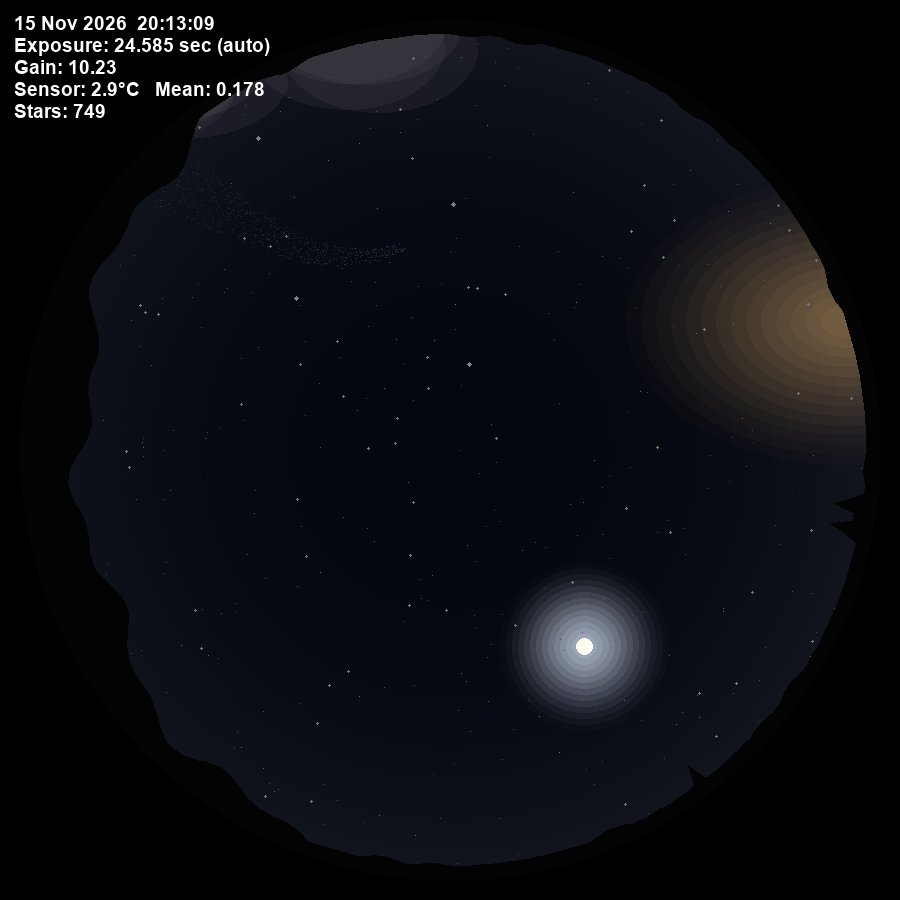 15 Nov 2026  20:13:09
Exposure: 24.585 sec (auto)
Gain: 10.23
Sensor: 2.9°C   Mean: 0.178
Stars: 749